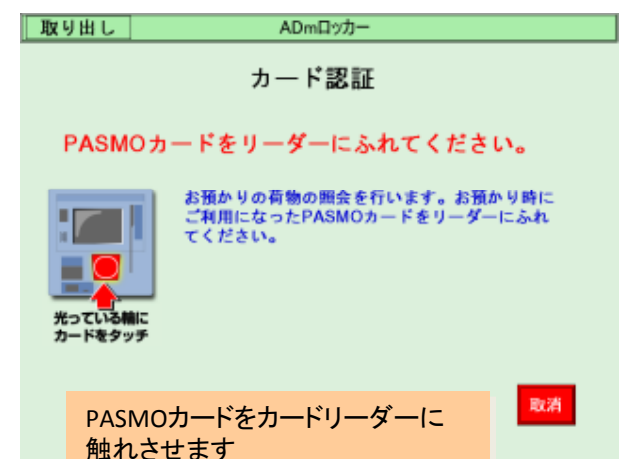 取り出し
ADmロッカー
カード認証
PASMOカードをリーダーにふれてください。
お預かりの荷物の照会を行います。お預かり時に
ご利用になったPASMOカードをリーダーにふれ
てください。
光っている輪に
カードをタッチ
取消
PASMOカードをカードリーダーに
触れさせます